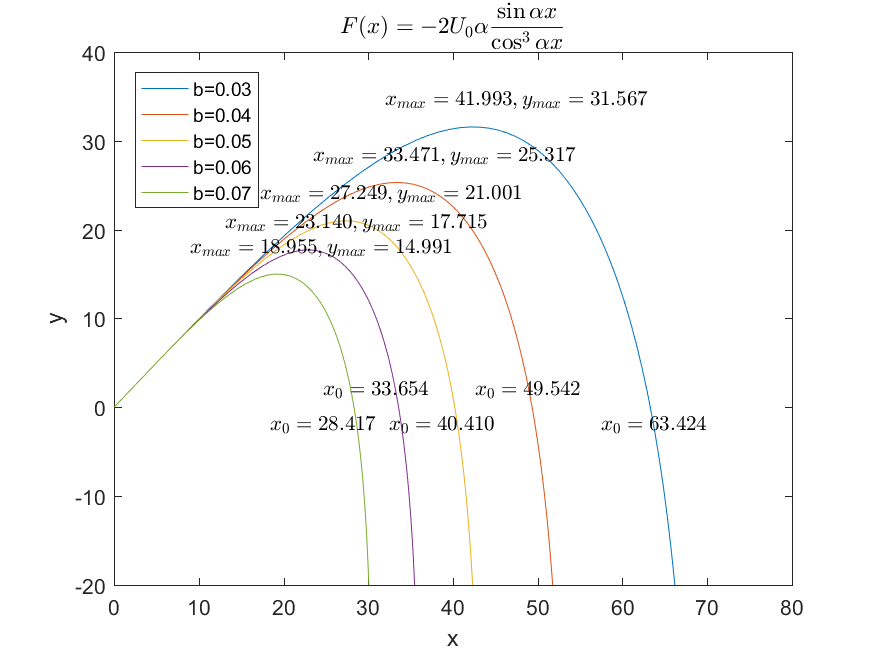 F(x) = −2U₀α sin αx / cos³ αx
40
b=0.03
b=0.04
b=0.05
b=0.06
b=0.07
x_max = 41.993, y_max = 31.567
30
x_max = 33.471, y_max = 25.317
x_max = 27.249, y_max = 21.001
x_max = 23.140, y_max = 17.715
20
x_max = 18.955, y_max = 14.991
10
y
x₀ = 33.654
x₀ = 49.542
0
x₀ = 28.417
x₀ = 40.410
x₀ = 63.424
-10
-20
0 10 20 30 40 50 60 70 80
x